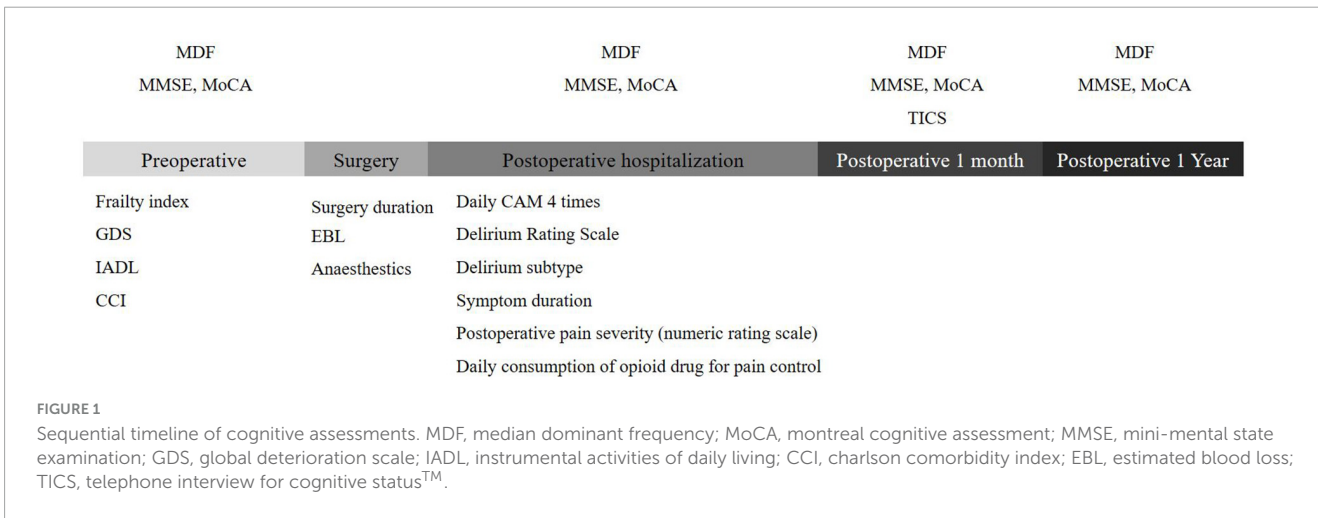 MDF MDF MDF MDF
MMSE, MoCA MMSE, MoCA MMSE, MoCA MMSE, MoCA
TICS
Preoperative Surgery Postoperative hospitalization Postoperative 1 month Postoperative 1 Year
Frailty index Surgery duration Daily CAM 4 times
GDS EBL Delirium Rating Scale
IADL Anaesthestics Delirium subtype
CCI Symptom duration
Postoperative pain severity (numeric rating scale)
Daily consumption of opioid drug for pain control
FIGURE 1
Sequential timeline of cognitive assessments. MDF, median dominant frequency; MoCA, montreal cognitive assessment; MMSE, mini-mental state
examination; GDS, global deterioration scale; IADL, instrumental activities of daily living; CCI, charlson comorbidity index; EBL, estimated blood loss;
TICS, telephone interview for cognitive status™.